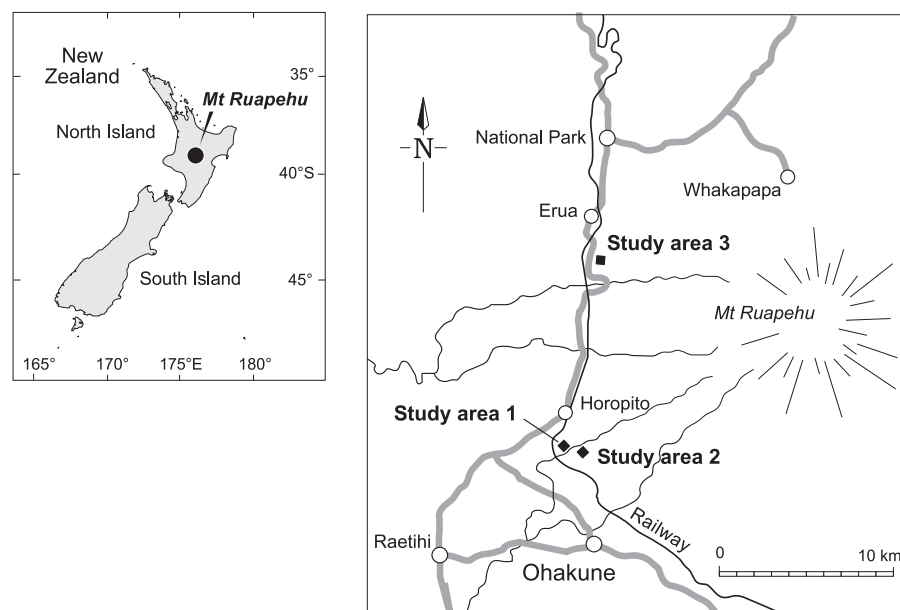 New
Zealand
35°
Mt Ruapehu
North Island
40°S
South Island
45°
165° 170° 175°E 180°
N
National Park
Whakapapa
Erua
Study area 3
Mt Ruapehu
Horopito
Study area 1
Study area 2
Railway
Raetihi
Ohakune
0 10 km